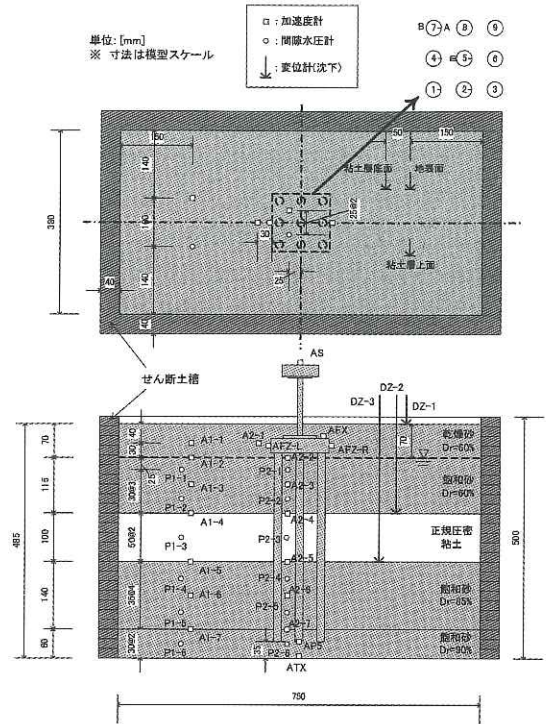 単位: [mm]
※ 寸法は模型スケール
□ : 加速度計
○ : 間隙水圧計
: 変位計(沈下)
B 7 A 8 9
4 5 6
1 2 3
150
50
150
140
粘土層底面
地表面
100
25@2
30
粘土層上面
25
140
40
40
せん断土槽
AS
DZ-3
DZ-2
DZ-1
70
40
30
A1-1
A2-1
AFX
AFZ-L
AFZ-R
70
乾燥砂
Dr=60%
A1-2
A2-2
P1-1
25
P2-1
115
30@3
A1-3
A2-3
飽和砂
Dr=60%
P1-2
P2-2
A1-4
A2-4
485
500
100
50@2
P1-3
P2-3
正規圧密
粘土
A1-5
A2-5
P1-4
P2-4
140
35@4
A1-6
A2-6
飽和砂
Dr=85%
P1-5
P2-5
A1-7
A2-7
60
30@2
P1-6
35
P2-6
AP5
飽和砂
Dr=90%
ATX
750